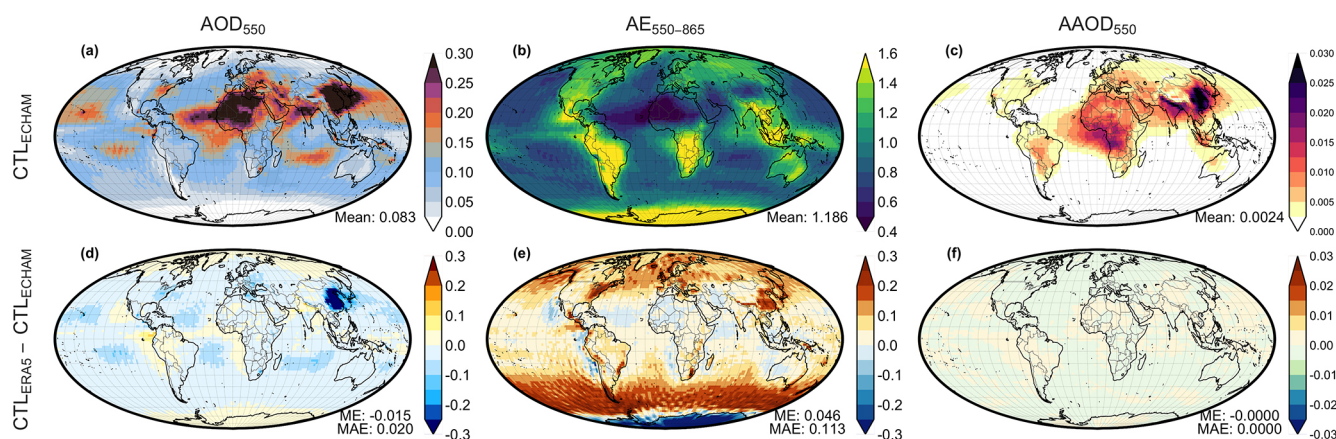 AOD550
AE550−865
AAOD550
CTLECHAM
(a)
0.30
0.25
0.20
0.15
0.10
0.05
0.00
Mean: 0.083
(b)
1.6
1.4
1.2
1.0
0.8
0.6
0.4
Mean: 1.186
(c)
0.030
0.025
0.020
0.015
0.010
0.005
0.000
Mean: 0.0024
CTLERA5 − CTLECHAM
(d)
0.3
0.2
0.1
0.0
-0.1
-0.2
-0.3
ME: -0.015
MAE: 0.020
(e)
0.3
0.2
0.1
0.0
-0.1
-0.2
-0.3
ME: 0.046
MAE: 0.113
(f)
0.03
0.02
0.01
0.00
-0.01
-0.02
-0.03
ME: -0.0000
MAE: 0.0000